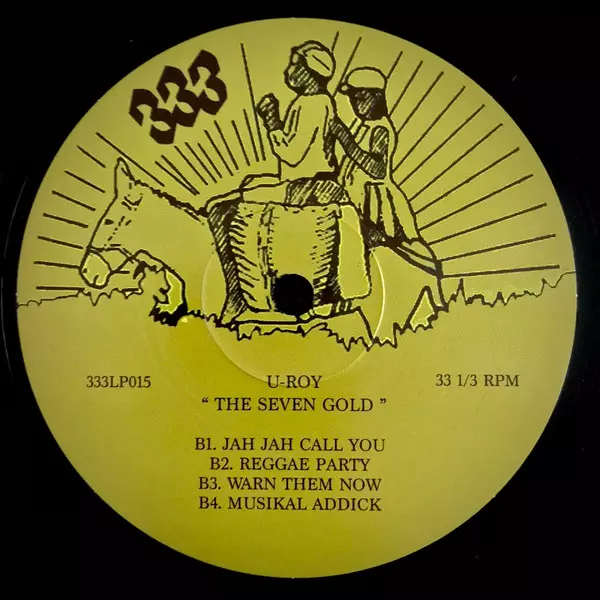 333
333LP015 U-ROY 33 1/3 RPM
“ THE SEVEN GOLD ”
B1. JAH JAH CALL YOU
B2. REGGAE PARTY
B3. WARN THEM NOW
B4. MUSIKAL ADDICK